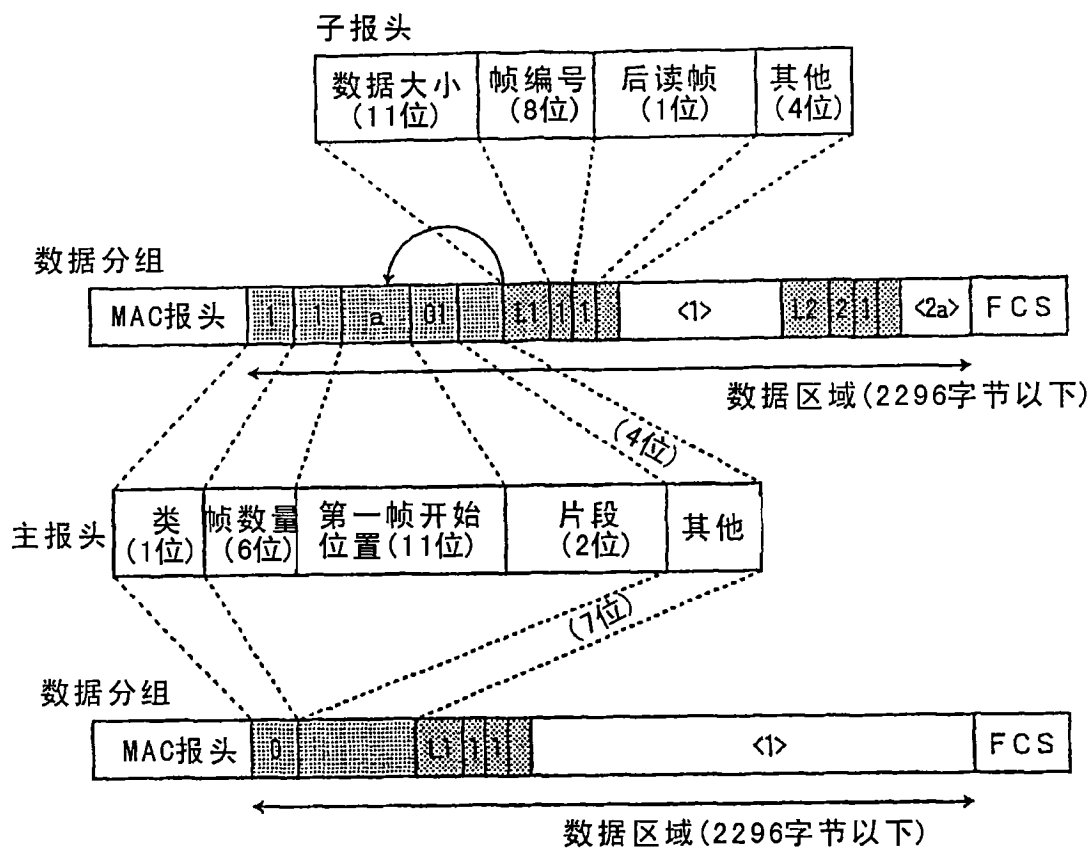 子报头
数据大小 (11位) 帧编号 (8位) 后读帧 (1位) 其他 (4位)
数据分组
MAC报头 1 1 a 01 L1 1 1 <1> L2 2 1 <2a> FCS
数据区域(2296字节以下)
(4位)
主报头 类 (1位) 帧数量 (6位) 第一帧开始位置(11位) 片段 (2位) 其他
(7位)
数据分组
MAC报头 0 L1 1 1 <1> FCS
数据区域(2296字节以下)